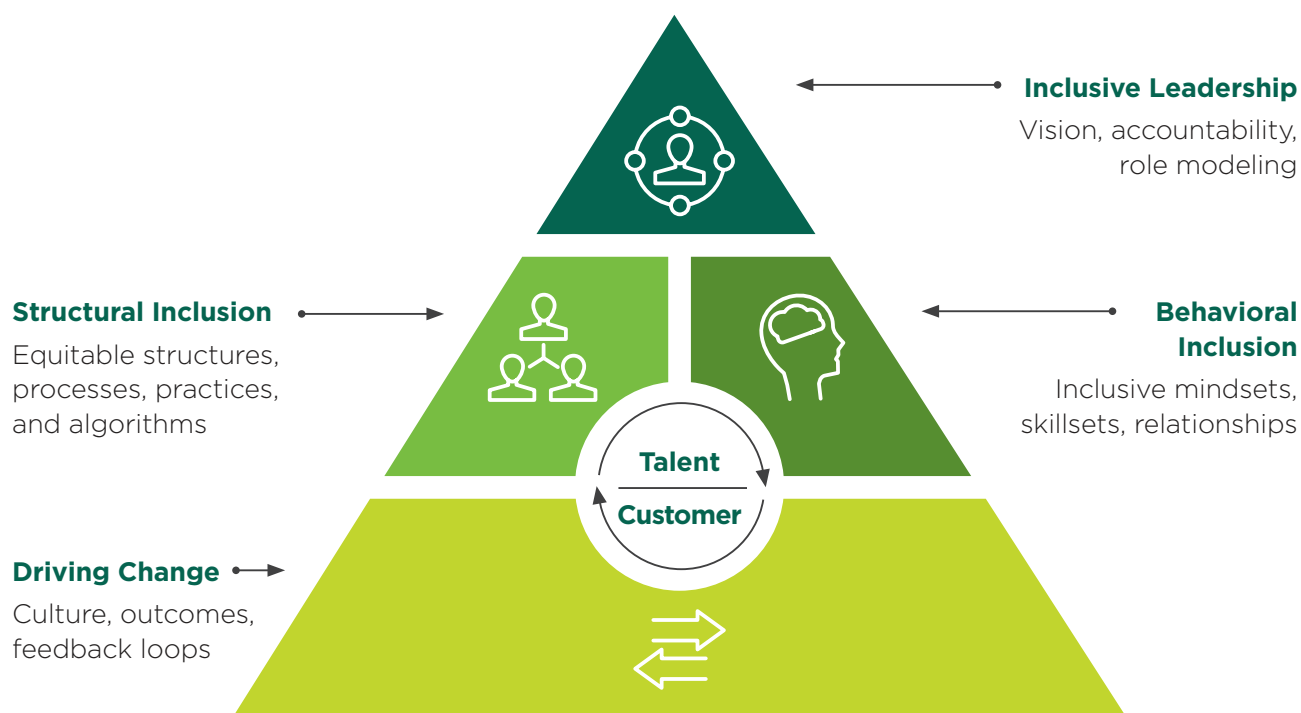 Inclusive Leadership
Vision, accountability,
role modeling
Structural Inclusion
Equitable structures,
processes, practices,
and algorithms
Behavioral
Inclusion
Inclusive mindsets,
skillsets, relationships
Talent
Customer
Driving Change
Culture, outcomes,
feedback loops